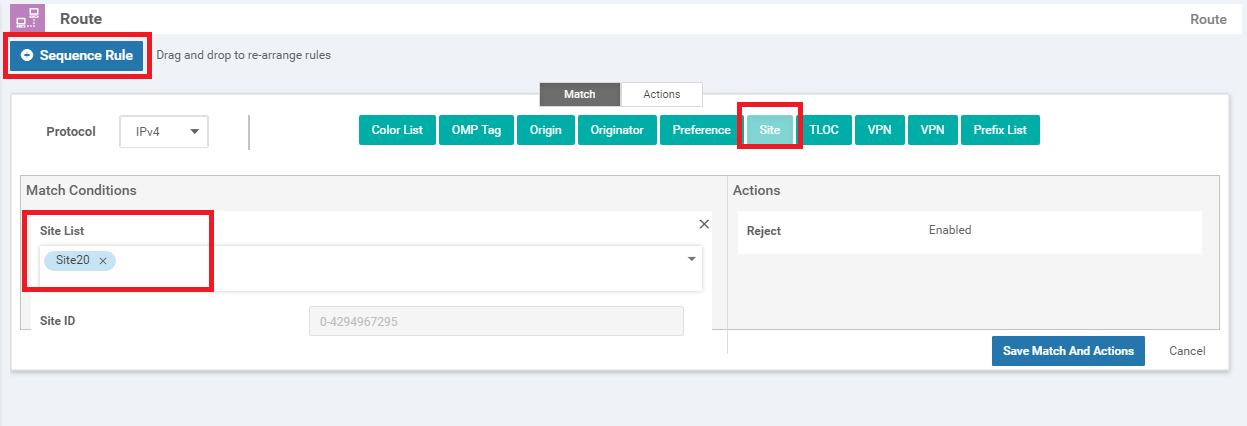 Route Route
Sequence Rule Drag and drop to re-arrange rules
Match Actions
Protocol IPv4 Color List OMP Tag Origin Originator Preference Site TLOC VPN VPN Prefix List
Match Conditions Actions
Site List
Reject Enabled
Site20 ×
Site ID 0-4294967295
Save Match And Actions Cancel